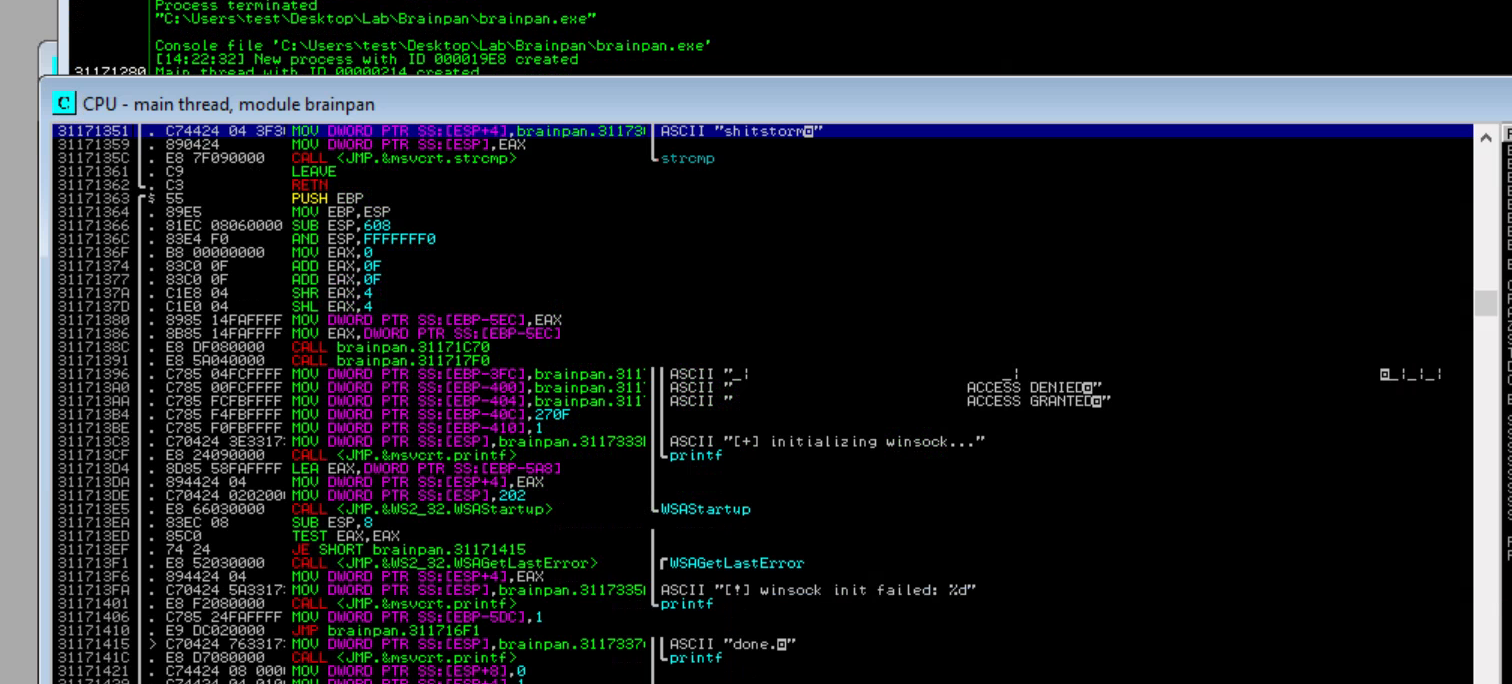 Process terminated
"C:\Users\test\Desktop\Lab\Brainpan\brainpan.exe"
Console file 'C:\Users\test\Desktop\Lab\Brainpan\brainpan.exe'
[14:22:32] New process with ID 000019E8 created
31171280 Main thread with ID 00000214 created
C CPU - main thread, module brainpan
31171351 . C74424 04 3F3 MOV DWORD PTR SS:[ESP+4],brainpan.31173 ASCII "shitstorm"
31171359 . 890424 MOV DWORD PTR SS:[ESP],EAX
3117135C . E8 7F090000 CALL <JMP.&msvcrt.strcmp> strcmp
31171361 . C9 LEAVE
31171362 . C3 RETN
31171363 $ 55 PUSH EBP
31171364 . 89E5 MOV EBP,ESP
31171366 . 81EC 08060000 SUB ESP,608
3117136C . 83E4 F0 AND ESP,FFFFFFF0
3117136F . B8 00000000 MOV EAX,0
31171374 . 83C0 0F ADD EAX,0F
31171377 . 83C0 0F ADD EAX,0F
3117137A . C1E8 04 SHR EAX,4
3117137D . C1E0 04 SHL EAX,4
31171380 . 8985 14FAFFFF MOV DWORD PTR SS:[EBP-5EC],EAX
31171386 . 8B85 14FAFFFF MOV EAX,DWORD PTR SS:[EBP-5EC]
3117138C . E8 DF080000 CALL brainpan.31171C70
31171391 . E8 5A040000 CALL brainpan.311717F0
31171396 . C785 04FCFFFF MOV DWORD PTR SS:[EBP-3FC],brainpan.311 ASCII "_| _| _|_|_|
311713A0 . C785 00FCFFFF MOV DWORD PTR SS:[EBP-400],brainpan.311 ASCII " ACCESS DENIED"
311713AA . C785 FCFBFFFF MOV DWORD PTR SS:[EBP-404],brainpan.311 ASCII " ACCESS GRANTED"
311713B4 . C785 F4FBFFFF MOV DWORD PTR SS:[EBP-40C],270F
311713BE . C785 F0FBFFFF MOV DWORD PTR SS:[EBP-410],1
311713C8 . C70424 3E3317 MOV DWORD PTR SS:[ESP],brainpan.3117333 ASCII "[+] initializing winsock..."
311713CF . E8 24090000 CALL <JMP.&msvcrt.printf> printf
311713D4 . 8D85 58FAFFFF LEA EAX,DWORD PTR SS:[EBP-5A8]
311713DA . 894424 04 MOV DWORD PTR SS:[ESP+4],EAX
311713DE . C70424 020200 MOV DWORD PTR SS:[ESP],202
311713E5 . E8 66030000 CALL <JMP.&WS2_32.WSAStartup> WSAStartup
311713EA . 83EC 08 SUB ESP,8
311713ED . 85C0 TEST EAX,EAX
311713EF . 74 24 JE SHORT brainpan.31171415
311713F1 . E8 52030000 CALL <JMP.&WS2_32.WSAGetLastError> WSAGetLastError
311713F6 . 894424 04 MOV DWORD PTR SS:[ESP+4],EAX
311713FA . C70424 5A3317 MOV DWORD PTR SS:[ESP],brainpan.3117335 ASCII "[!] winsock init failed: %d"
31171401 . E8 F2080000 CALL <JMP.&msvcrt.printf> printf
31171406 . C785 24FAFFFF MOV DWORD PTR SS:[EBP-5DC],1
31171410 . E9 DC020000 JMP brainpan.311716F1
31171415 > C70424 763317 MOV DWORD PTR SS:[ESP],brainpan.3117337 ASCII "done."
3117141C . E8 D7080000 CALL <JMP.&msvcrt.printf> printf
31171421 . C74424 08 000 MOV DWORD PTR SS:[ESP+8],0